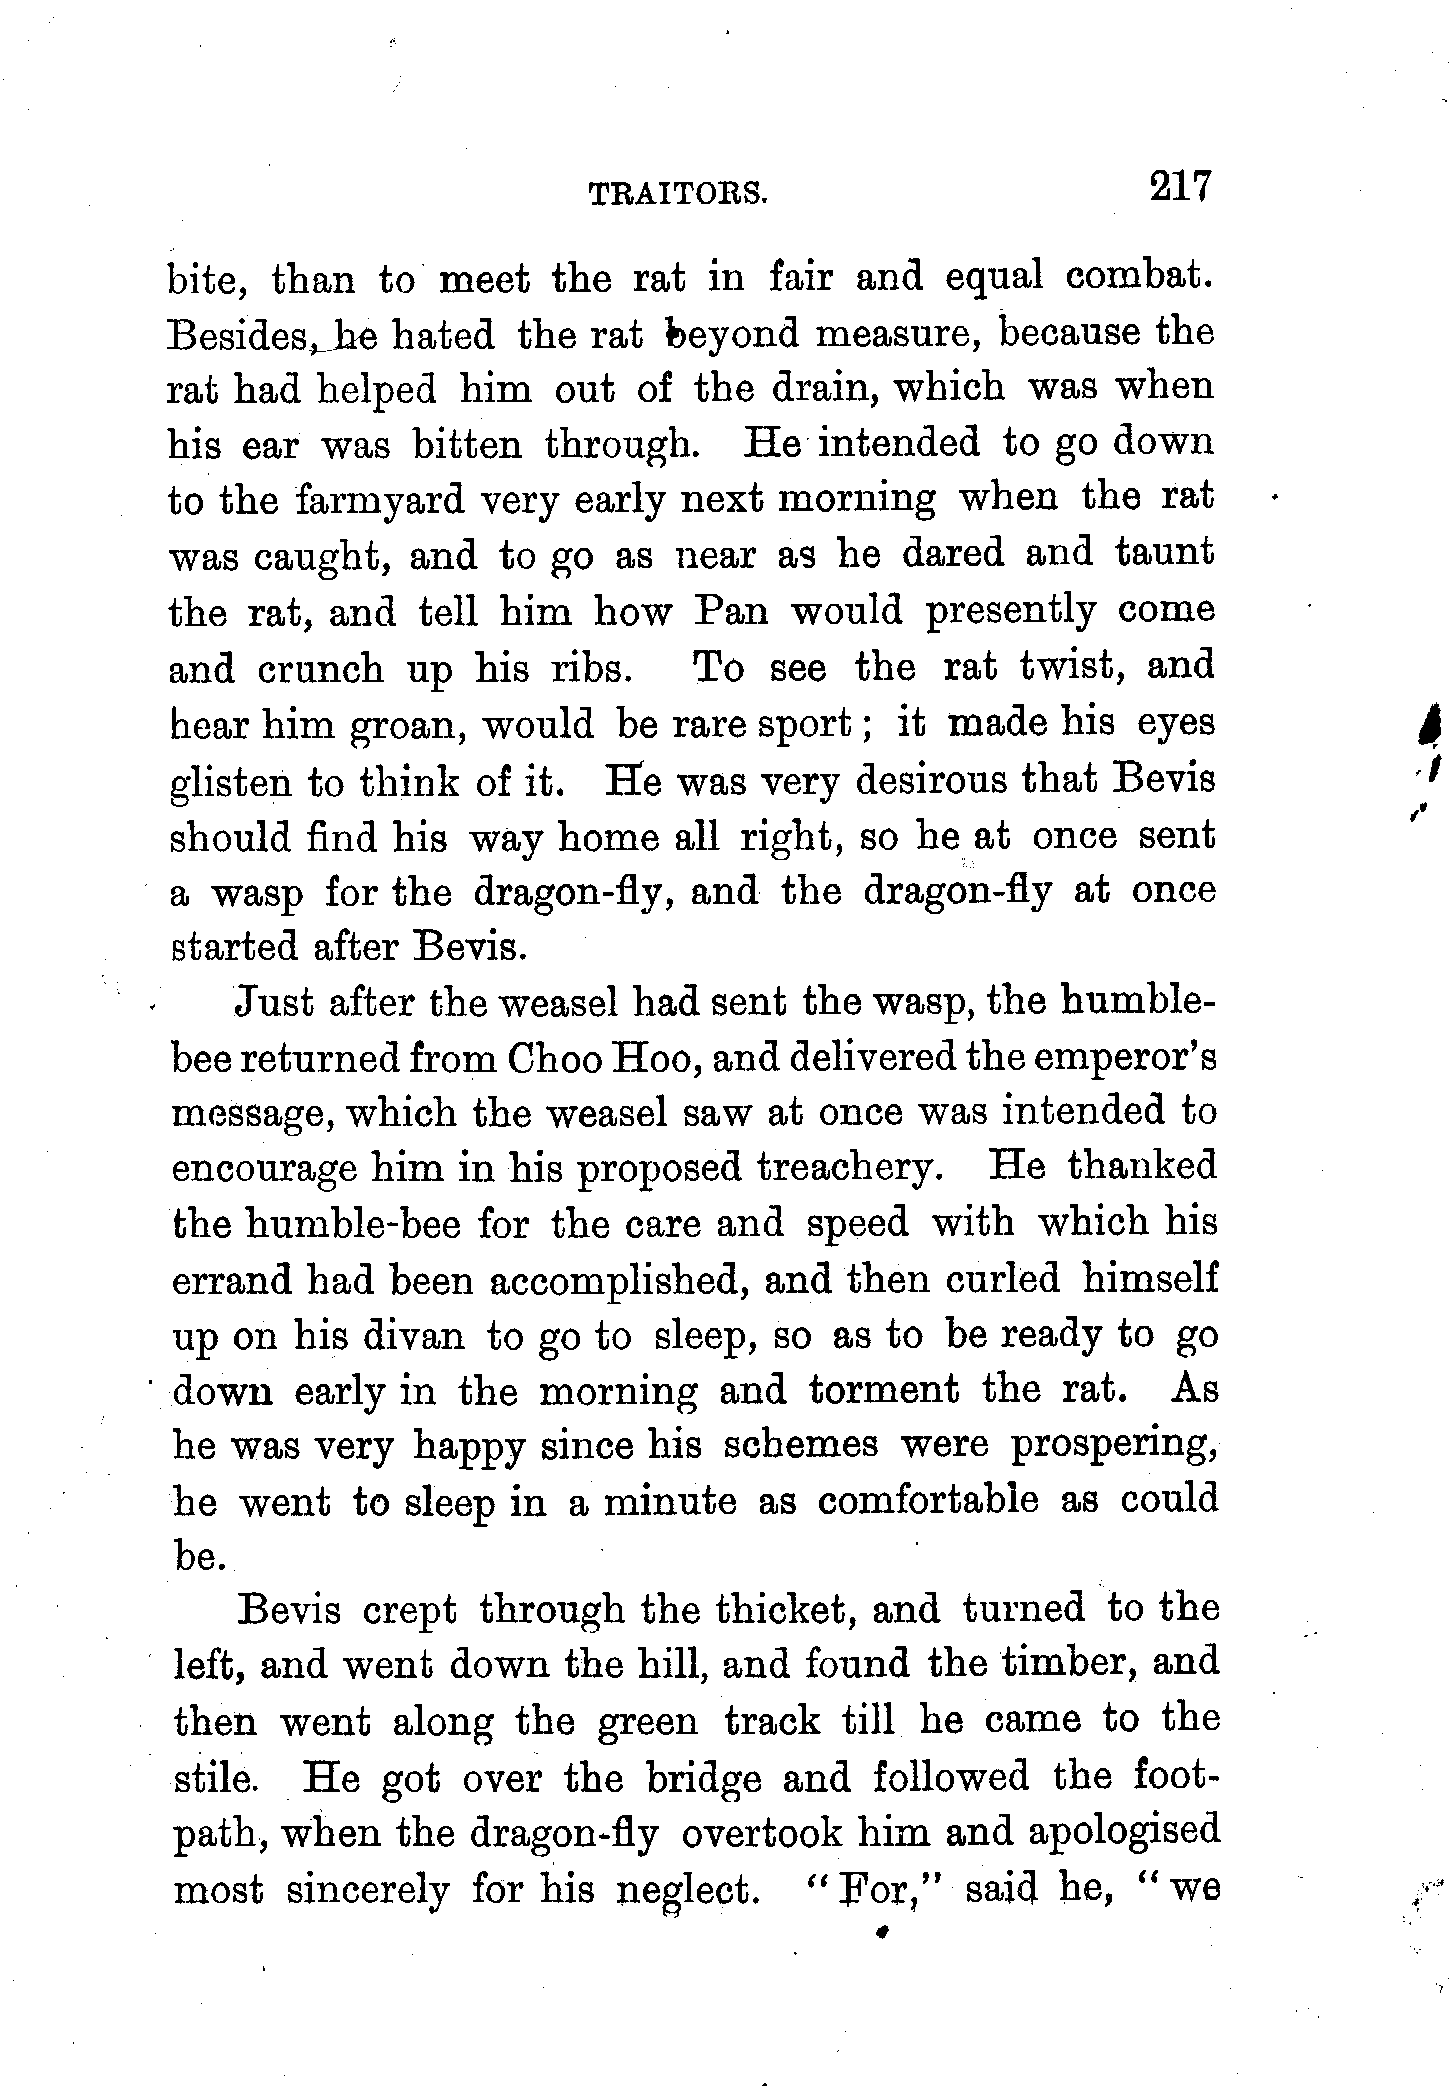 TRAITORS. 217
bite, than to meet the rat in fair and equal combat.
Besides, he hated the rat beyond measure, because the
rat had helped him out of the drain, which was when
his ear was bitten through. He intended to go down
to the farmyard very early next morning when the rat
was caught, and to go as near as he dared and taunt
the rat, and tell him how Pan would presently come
and crunch up his ribs. To see the rat twist, and
hear him groan, would be rare sport; it made his eyes
glisten to think of it. He was very desirous that Bevis
should find his way home all right, so he at once sent
a wasp for the dragon-fly, and the dragon-fly at once
started after Bevis.
Just after the weasel had sent the wasp, the humble-
bee returned from Choo Hoo, and delivered the emperor's
message, which the weasel saw at once was intended to
encourage him in his proposed treachery. He thanked
the humble-bee for the care and speed with which his
errand had been accomplished, and then curled himself
up on his divan to go to sleep, so as to be ready to go
down early in the morning and torment the rat. As
he was very happy since his schemes were prospering,
he went to sleep in a minute as comfortable as could
be.
Bevis crept through the thicket, and turned to the
left, and went down the hill, and found the timber, and
then went along the green track till he came to the
stile. He got over the bridge and followed the foot-
path, when the dragon-fly overtook him and apologised
most sincerely for his neglect. "For," said he, "we